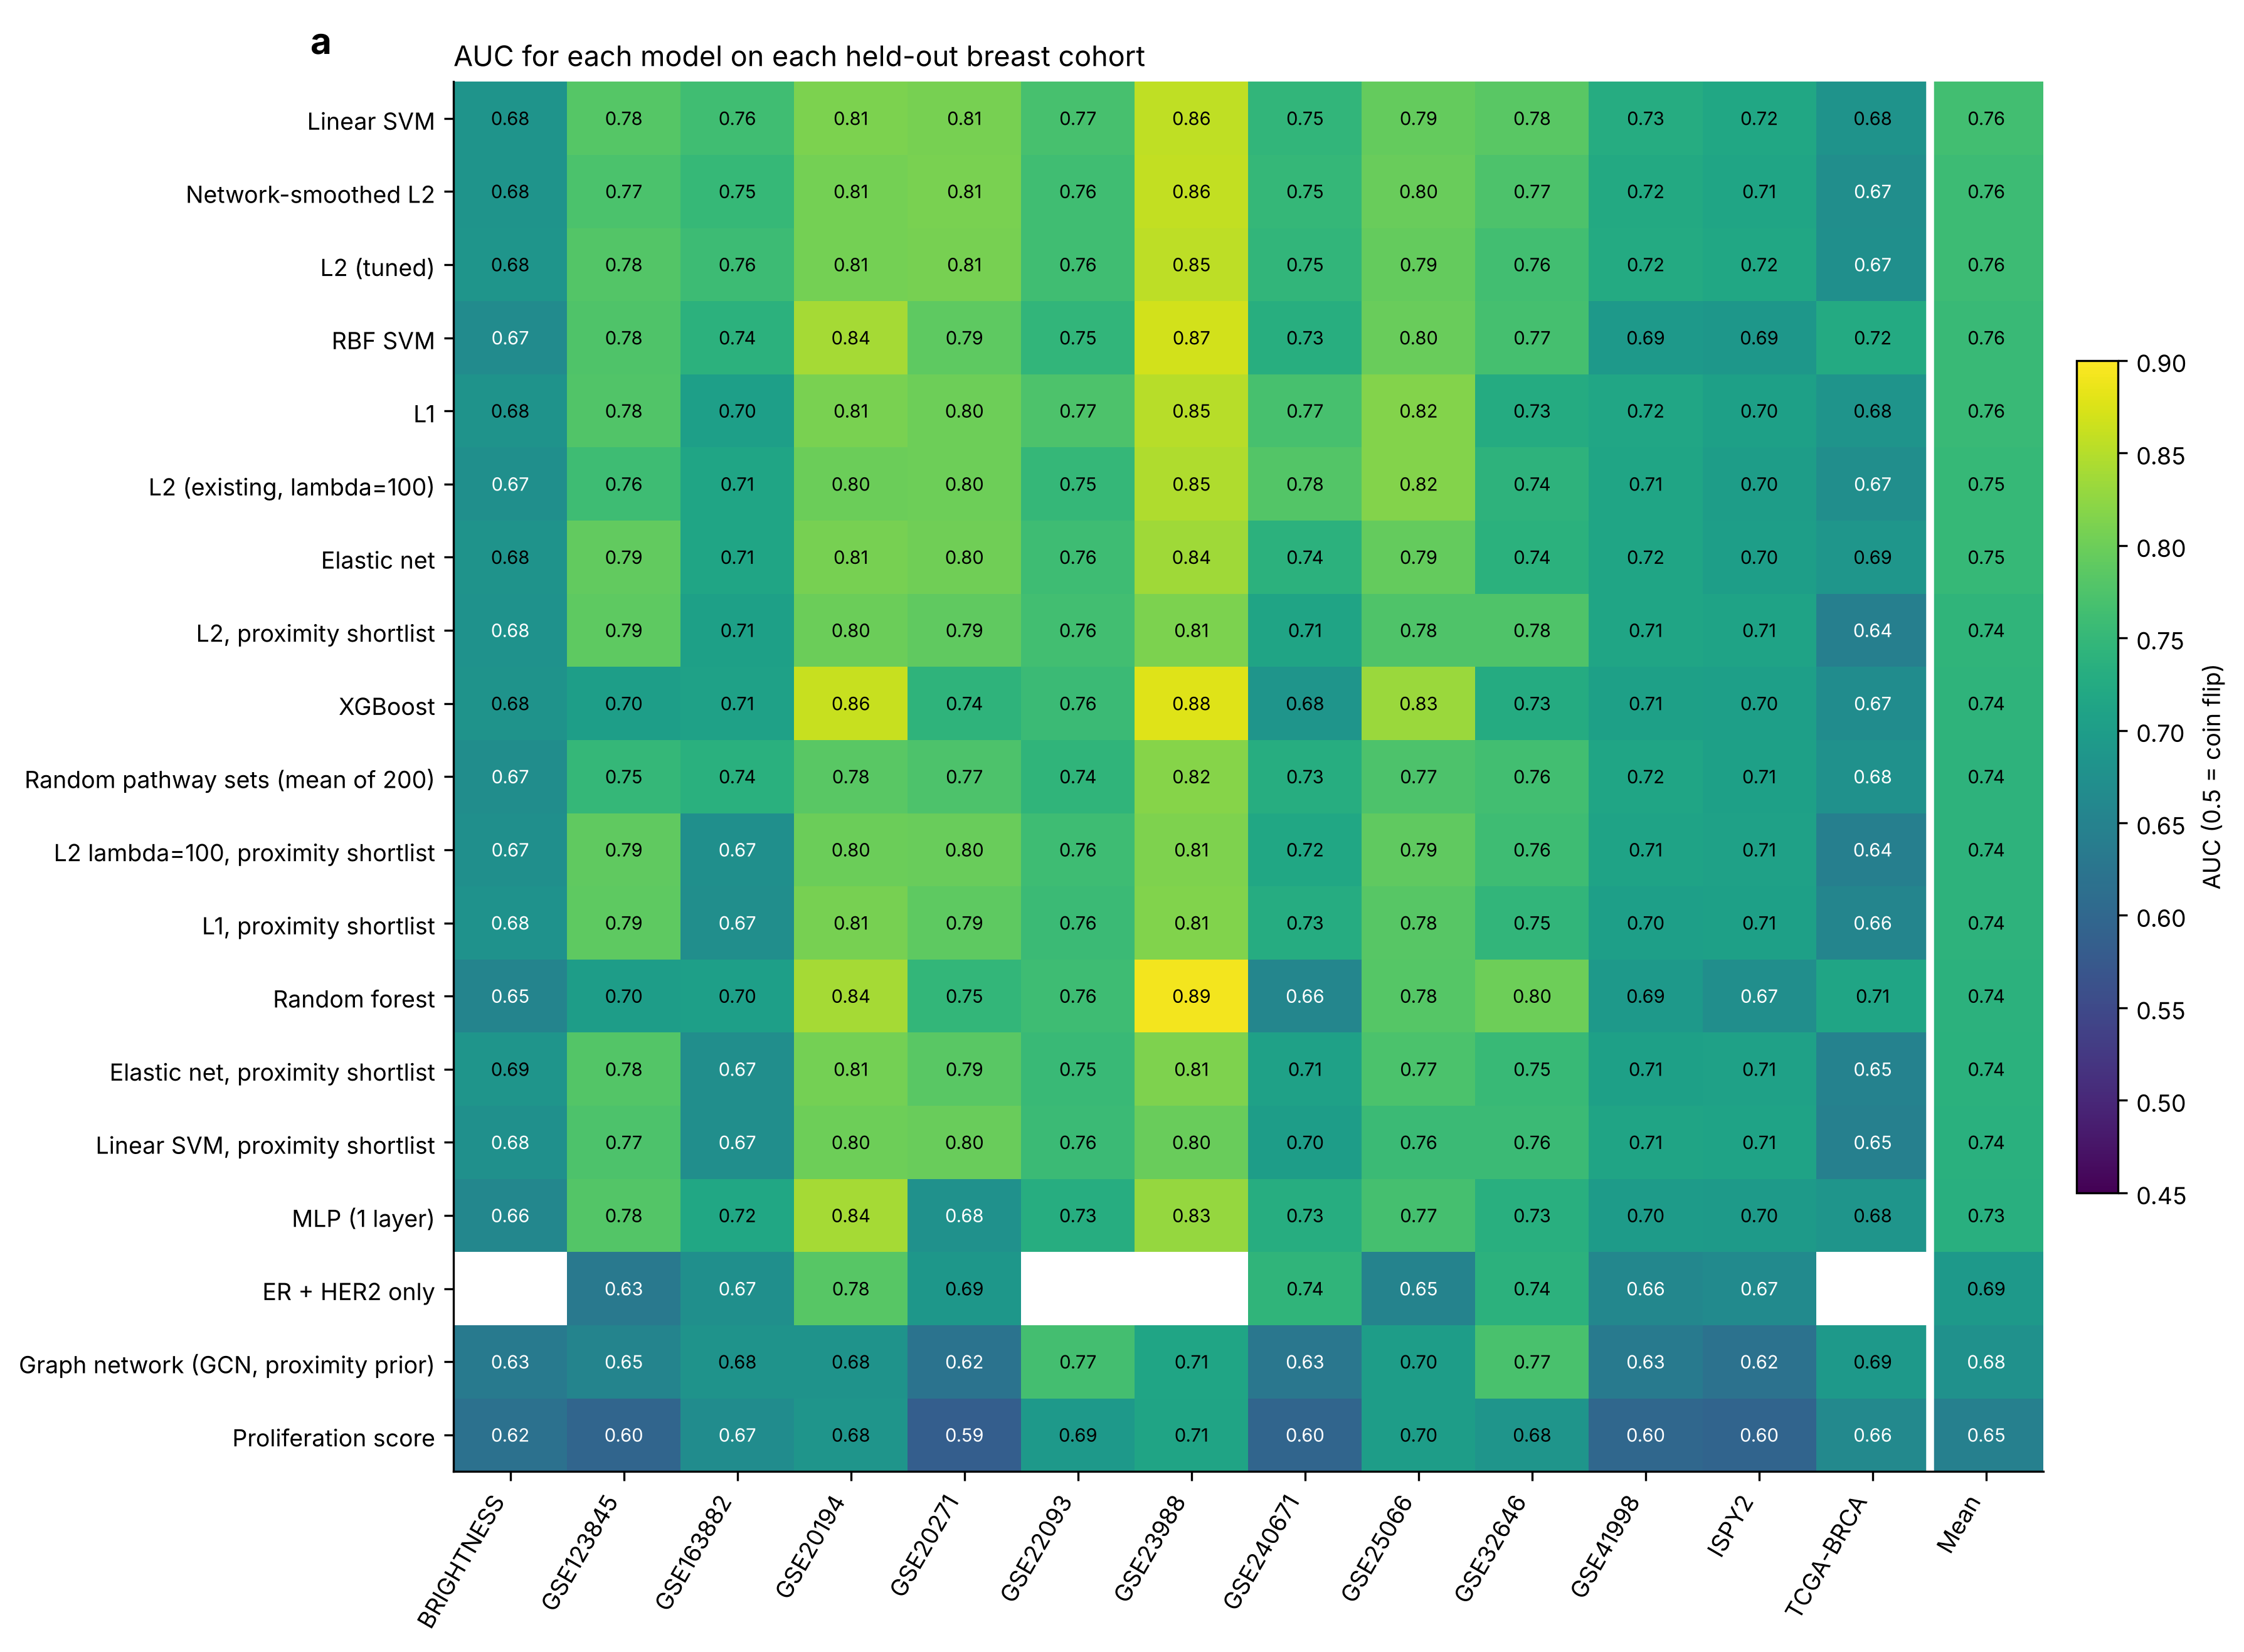 a
AUC for each model on each held-out breast cohort
Linear SVM 0.68 0.78 0.76 0.81 0.81 0.77 0.86 0.75 0.79 0.78 0.73 0.72 0.68 0.76
Network-smoothed L2 0.68 0.77 0.75 0.81 0.81 0.76 0.86 0.75 0.80 0.77 0.72 0.71 0.67 0.76
L2 (tuned) 0.68 0.78 0.76 0.81 0.81 0.76 0.85 0.75 0.79 0.76 0.72 0.72 0.67 0.76
RBF SVM 0.67 0.78 0.74 0.84 0.79 0.75 0.87 0.73 0.80 0.77 0.69 0.69 0.72 0.76
L1 0.68 0.78 0.70 0.81 0.80 0.77 0.85 0.77 0.82 0.73 0.72 0.70 0.68 0.76
L2 (existing, lambda=100) 0.67 0.76 0.71 0.80 0.80 0.75 0.85 0.78 0.82 0.74 0.71 0.70 0.67 0.75
Elastic net 0.68 0.79 0.71 0.81 0.80 0.76 0.84 0.74 0.79 0.74 0.72 0.70 0.69 0.75
L2, proximity shortlist 0.68 0.79 0.71 0.80 0.79 0.76 0.81 0.71 0.78 0.78 0.71 0.71 0.64 0.74
XGBoost 0.68 0.70 0.71 0.86 0.74 0.76 0.88 0.68 0.83 0.73 0.71 0.70 0.67 0.74
Random pathway sets (mean of 200) 0.67 0.75 0.74 0.78 0.77 0.74 0.82 0.73 0.77 0.76 0.72 0.71 0.68 0.74
L2 lambda=100, proximity shortlist 0.67 0.79 0.67 0.80 0.80 0.76 0.81 0.72 0.79 0.76 0.71 0.71 0.64 0.74
L1, proximity shortlist 0.68 0.79 0.67 0.81 0.79 0.76 0.81 0.73 0.78 0.75 0.70 0.71 0.66 0.74
Random forest 0.65 0.70 0.70 0.84 0.75 0.76 0.89 0.66 0.78 0.80 0.69 0.67 0.71 0.74
Elastic net, proximity shortlist 0.69 0.78 0.67 0.81 0.79 0.75 0.81 0.71 0.77 0.75 0.71 0.71 0.65 0.74
Linear SVM, proximity shortlist 0.68 0.77 0.67 0.80 0.80 0.76 0.80 0.70 0.76 0.76 0.71 0.71 0.65 0.74
MLP (1 layer) 0.66 0.78 0.72 0.84 0.68 0.73 0.83 0.73 0.77 0.73 0.70 0.70 0.68 0.73
ER + HER2 only 0.63 0.67 0.78 0.69 0.74 0.65 0.74 0.66 0.67 0.69
Graph network (GCN, proximity prior) 0.63 0.65 0.68 0.68 0.62 0.77 0.71 0.63 0.70 0.77 0.63 0.62 0.69 0.68
Proliferation score 0.62 0.60 0.67 0.68 0.59 0.69 0.71 0.60 0.70 0.68 0.60 0.60 0.66 0.65
BRIGHTNESS GSE123845 GSE163882 GSE20194 GSE20271 GSE22093 GSE23988 GSE240671 GSE25066 GSE32646 GSE41998 ISPY2 TCGA-BRCA Mean
0.90
0.85
0.80
0.75
0.70
0.65
0.60
0.55
0.50
0.45
AUC (0.5 = coin flip)